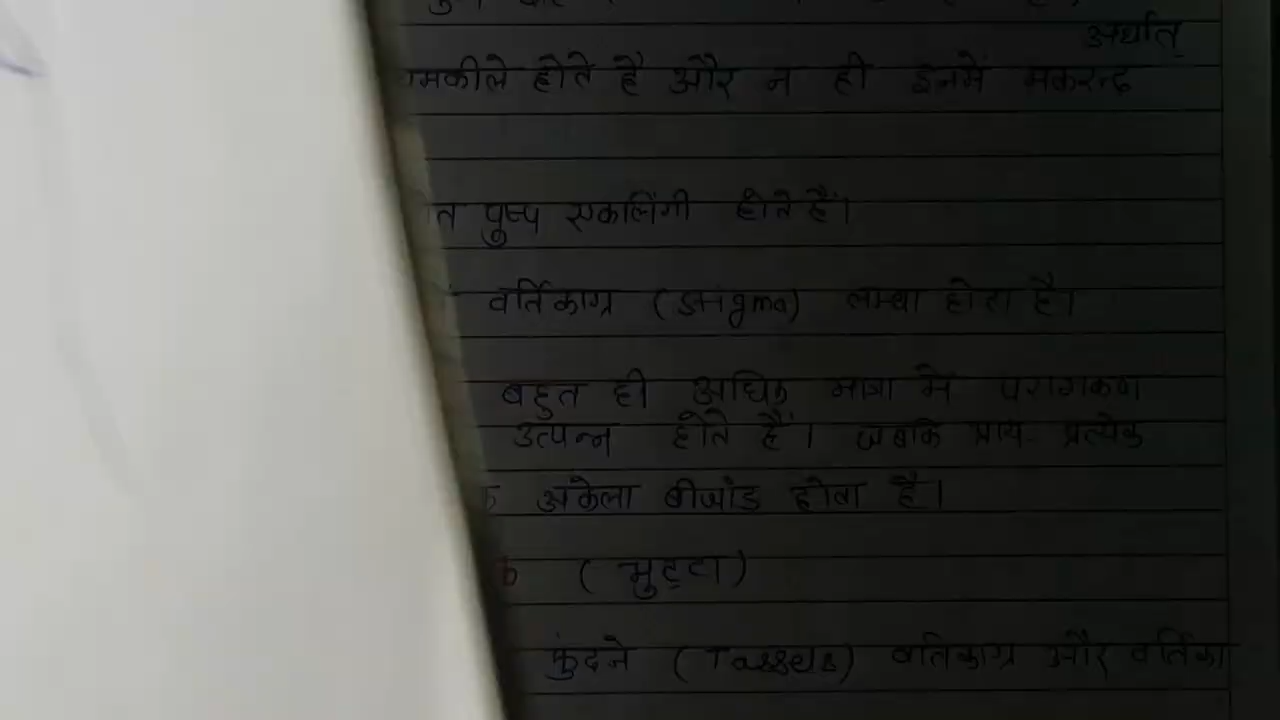 अर्थात्
होते है और न ही इनमें मकरन्द
पुष्प एकलिंगी होते हैं।
वर्तिकाग्र (Stigma) लम्बा होता है।
बहुत ही अधिक मात्रा में परागकण
उत्पन्न होते हैं। जबकि प्रायः प्रत्येक
अकेला बीजांड होता है।
(भुट्टा)
फुंदने (Tassels) वर्तिकाग्र और वर्तिका